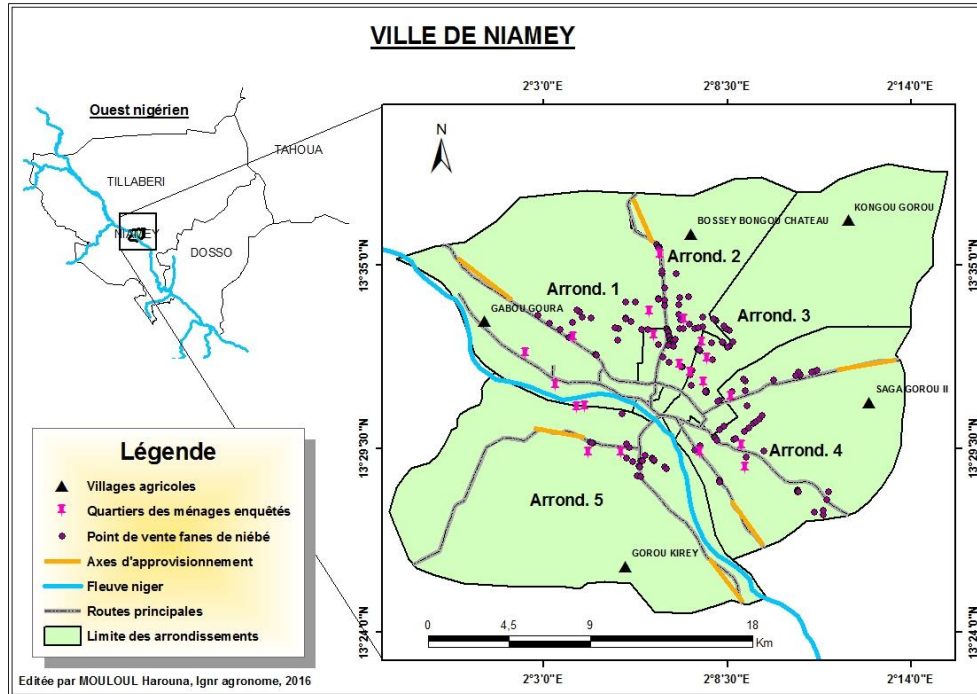 VILLE DE NIAMEY
Ouest nigérien
TAHOUA
TILLABERI
NIAMEY
DOSSO
2°3'0"E
2°8'30"E
2°14'0"E
13°35'0"N
13°29'30"N
13°24'0"N
13°35'0"N
13°29'30"N
13°24'0"N
N
KONGOU GOROU
BOSSEY BONGOU CHATEAU
Arrond. 2
Arrond. 1
GABOU GOURA
Arrond. 3
SAGA GOROU II
Arrond. 4
Arrond. 5
GOROU KIREY
0
4,5
9
18
Km
2°3'0"E
2°8'30"E
2°14'0"E
Légende
Villages agricoles
Quartiers des ménages enquêtés
Point de vente fanes de niébé
Axes d'approvisionnement
Fleuve niger
Routes principales
Limite des arrondissements
Editée par MOULOUL Harouna, Ignr agronome, 2016